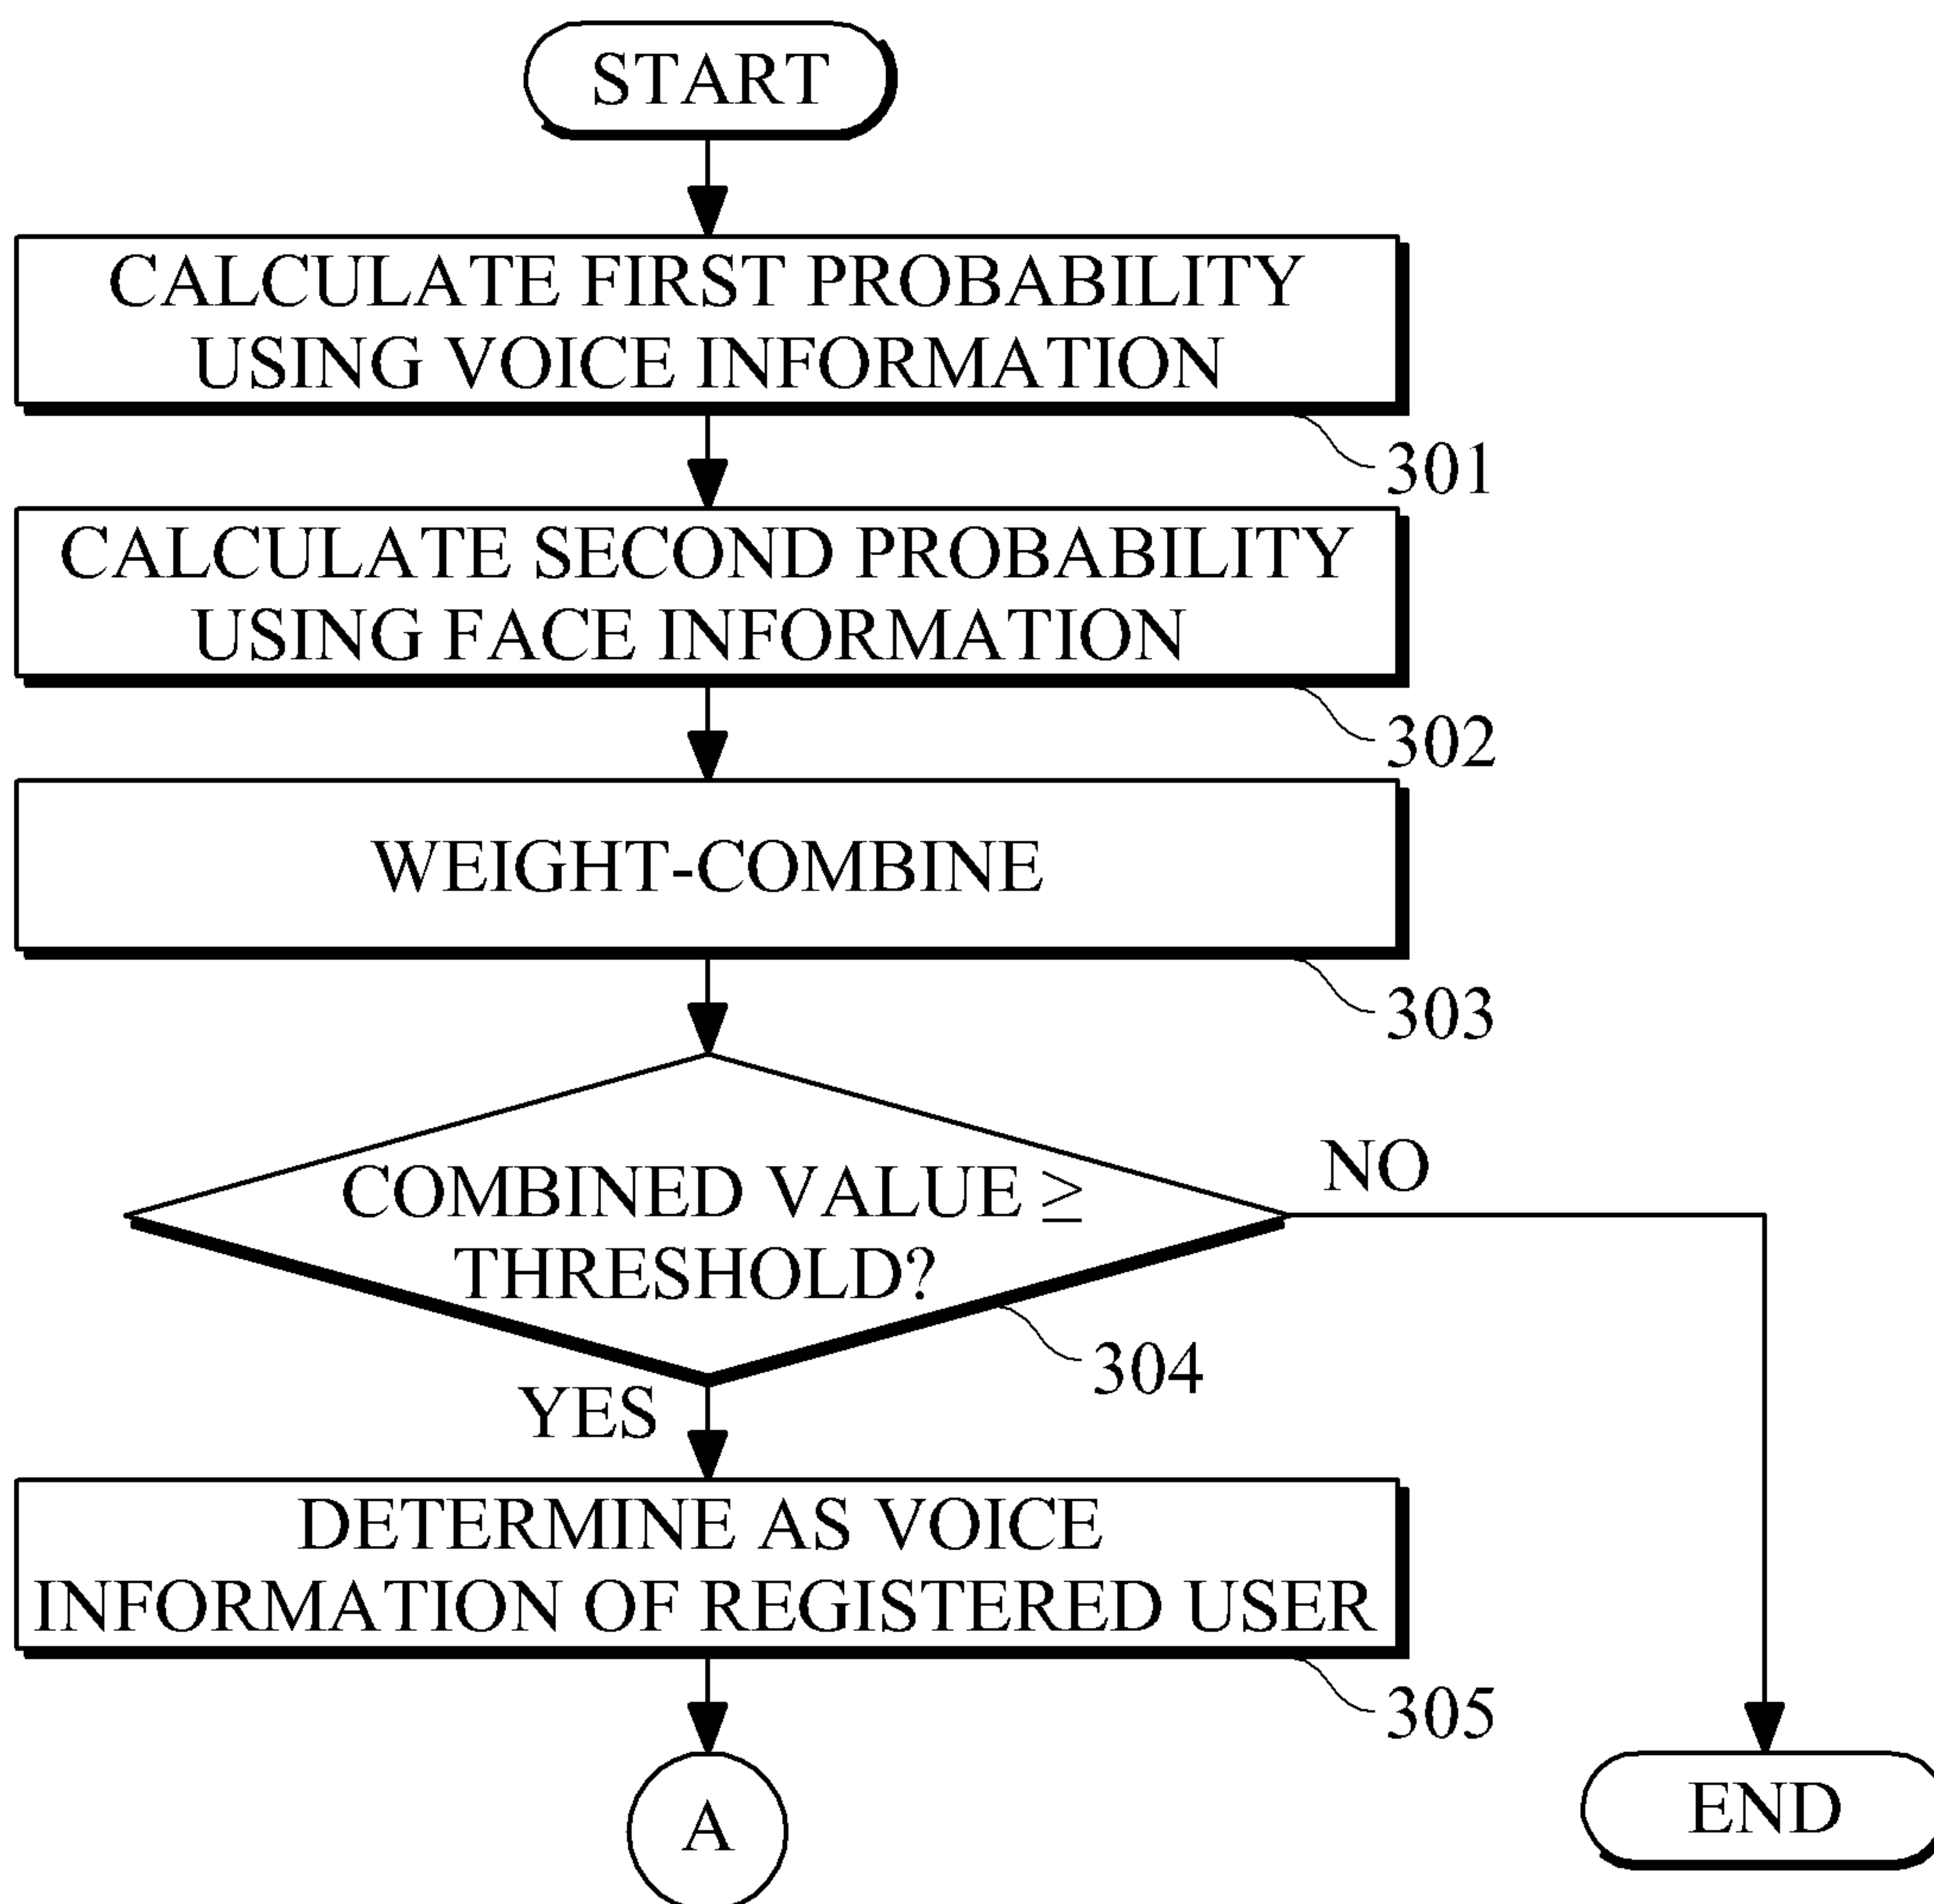 START
CALCULATE FIRST PROBABILITY
USING VOICE INFORMATION
301
CALCULATE SECOND PROBABILITY
USING FACE INFORMATION
302
WEIGHT-COMBINE
303
COMBINED VALUE ≥
THRESHOLD?
NO
304
YES
DETERMINE AS VOICE
INFORMATION OF REGISTERED USER
305
A
END